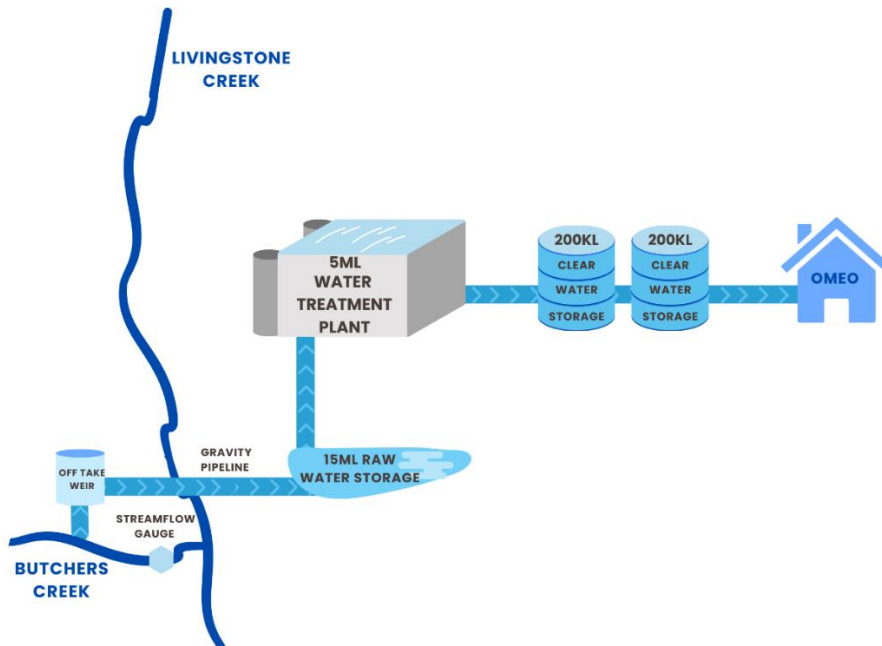 LIVINGSTONE
CREEK
5ML
WATER
TREATMENT
PLANT
200KL
CLEAR
WATER
STORAGE
200KL
CLEAR
WATER
STORAGE
OMEO
OFF TAKE
WEIR
GRAVITY
PIPELINE
15ML RAW
WATER STORAGE
STREAMFLOW
GAUGE
BUTCHERS
CREEK